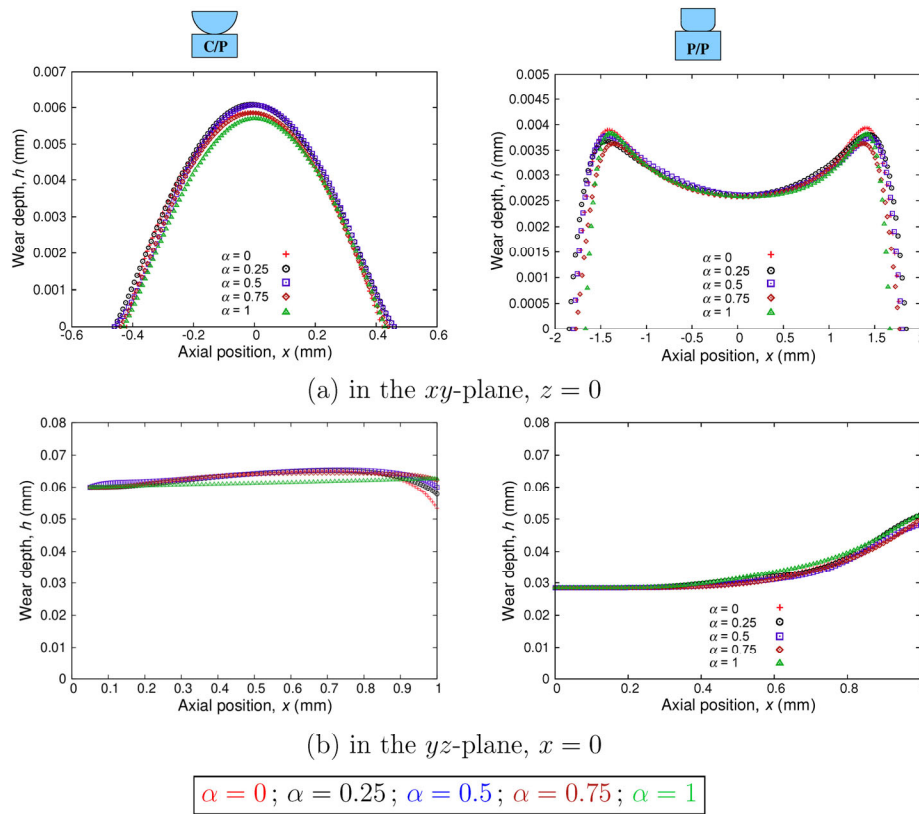 C/P
P/P
0.007
0.006
0.005
0.004
0.003
0.002
0.001
0
Wear depth, h (mm)
α = 0
α = 0.25
α = 0.5
α = 0.75
α = 1
-0.6 -0.4 -0.2 0 0.2 0.4 0.6
Axial position, x (mm)
0.005
0.0045
0.004
0.0035
0.003
0.0025
0.002
0.0015
0.001
0.0005
0
Wear depth, h (mm)
α = 0
α = 0.25
α = 0.5
α = 0.75
α = 1
-2 -1.5 -1 -0.5 0 0.5 1 1.5 2
Axial position, x (mm)
(a) in the xy-plane, z = 0
0.08
0.07
0.06
0.05
0.04
0.03
0.02
0.01
0
Wear depth, h (mm)
0 0.1 0.2 0.3 0.4 0.5 0.6 0.7 0.8 0.9 1
Axial position, x (mm)
0.08
0.07
0.06
0.05
0.04
0.03
0.02
0.01
0
Wear depth, h (mm)
α = 0
α = 0.25
α = 0.5
α = 0.75
α = 1
0 0.2 0.4 0.6 0.8
Axial position, x (mm)
(b) in the yz-plane, x = 0
α = 0 ; α = 0.25 ; α = 0.5 ; α = 0.75 ; α = 1